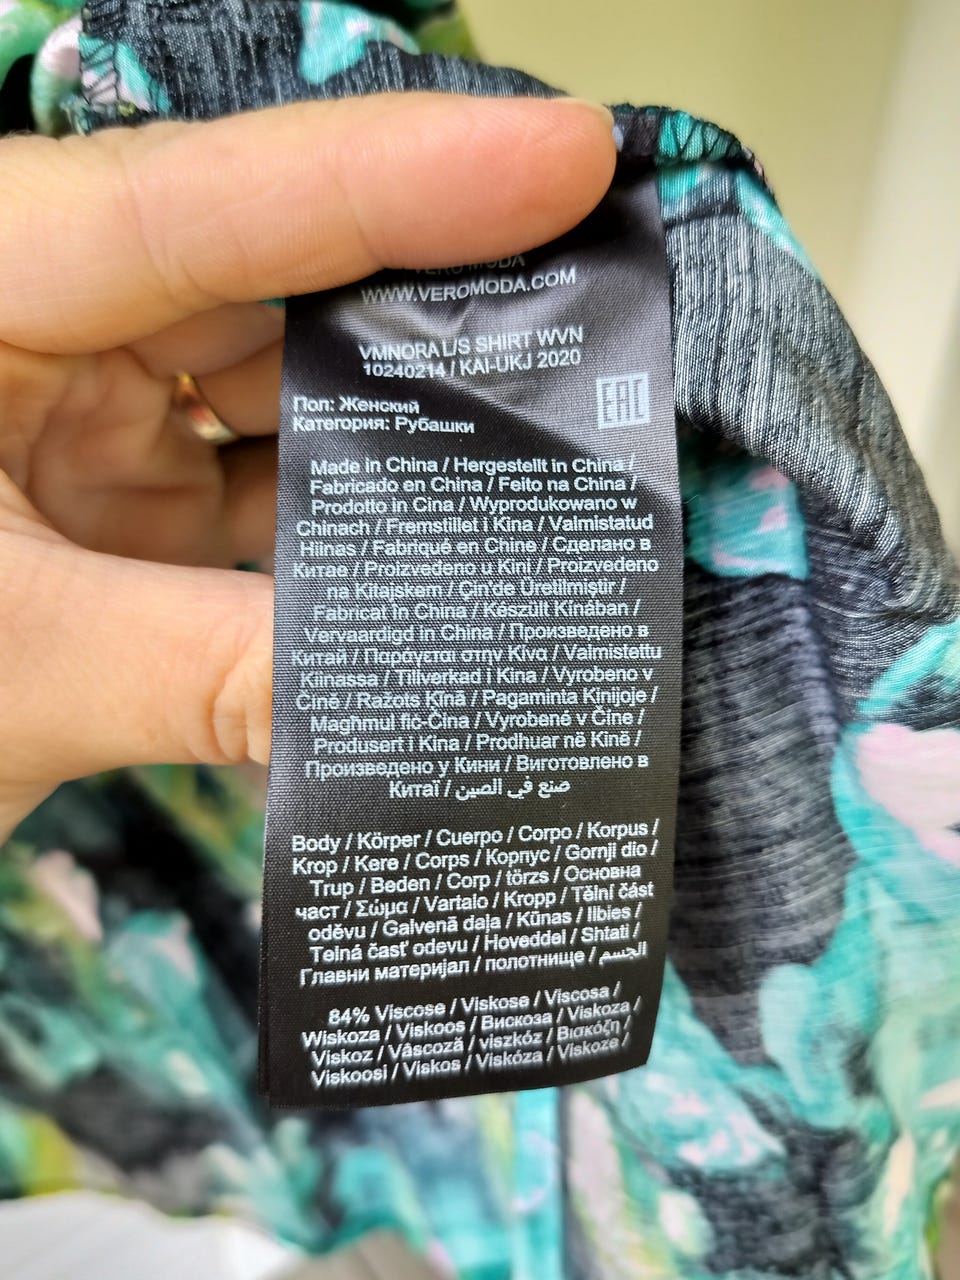 VERO MODA
WWW.VEROMODA.COM
VMNORA L/S SHIRT WVN
10240214 / KAI-UKJ 2020
EAC
Пол: Женский
Категория: Рубашки
Made in China / Hergestellt in China /
Fabricado en China / Feito na China /
Prodotto in Cina / Wyprodukowano w
Chinach / Fremstillet i Kina / Valmistatud
Hiinas / Fabriqué en Chine / Сделано в
Китае / Proizvedeno u Kini / Proizvedeno
na Kitajskem / Çin'de Üretilmiştir /
Fabricat în China / Készült Kínában /
Vervaardigd in China / Произведено в
Китай / Παράγεται στην Κίνα / Valmistettu
Kiinassa / Tillverkad i Kina / Vyrobeno v
Číně / Ražots Ķīnā / Pagaminta Kinijoje /
Magħmul fic-Ċina / Vyrobené v Číne /
Produsert i Kina / Prodhuar në Kinë /
Произведено у Кини / Виготовлено в
Китаї / صنع في الصين
Body / Körper / Cuerpo / Corpo / Korpus /
Krop / Kere / Corps / Корпус / Gornji dio /
Trup / Beden / Corp / törzs / Основна
част / Σώμα / Vartalo / Kropp / Tělní část
oděvu / Galvenā daļa / Kūnas / Ilbies /
Telná časť odevu / Hoveddel / Shtati /
Главни материјал / полотнище / الجسم
84% Viscose / Viskose / Viscosa /
Wiskoza / Viskoos / Вискоза / Viskoza /
Viskoz / Vâscoză / viszkóz / Βισκόζη /
Viskoosi / Viskos / Viskóza / Viskoze /